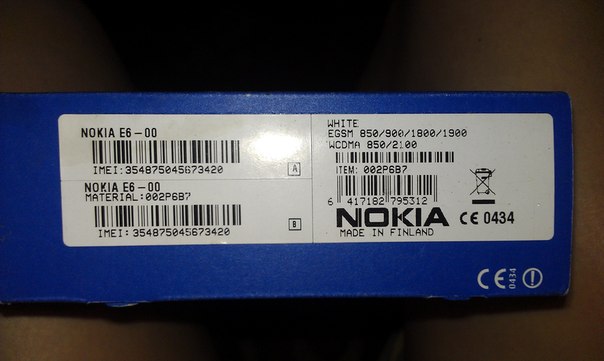 NOKIA E6-00
IMEI:354875045673420
A
NOKIA E6-00
MATERIAL:002P6B7
IMEI:354875045673420
B
WHITE
EGSM 850/900/1800/1900
WCDMA 850/2100
ITEM: 002P6B7
6 417182 795312
NOKIA CE 0434
MADE IN FINLAND
CE 0434